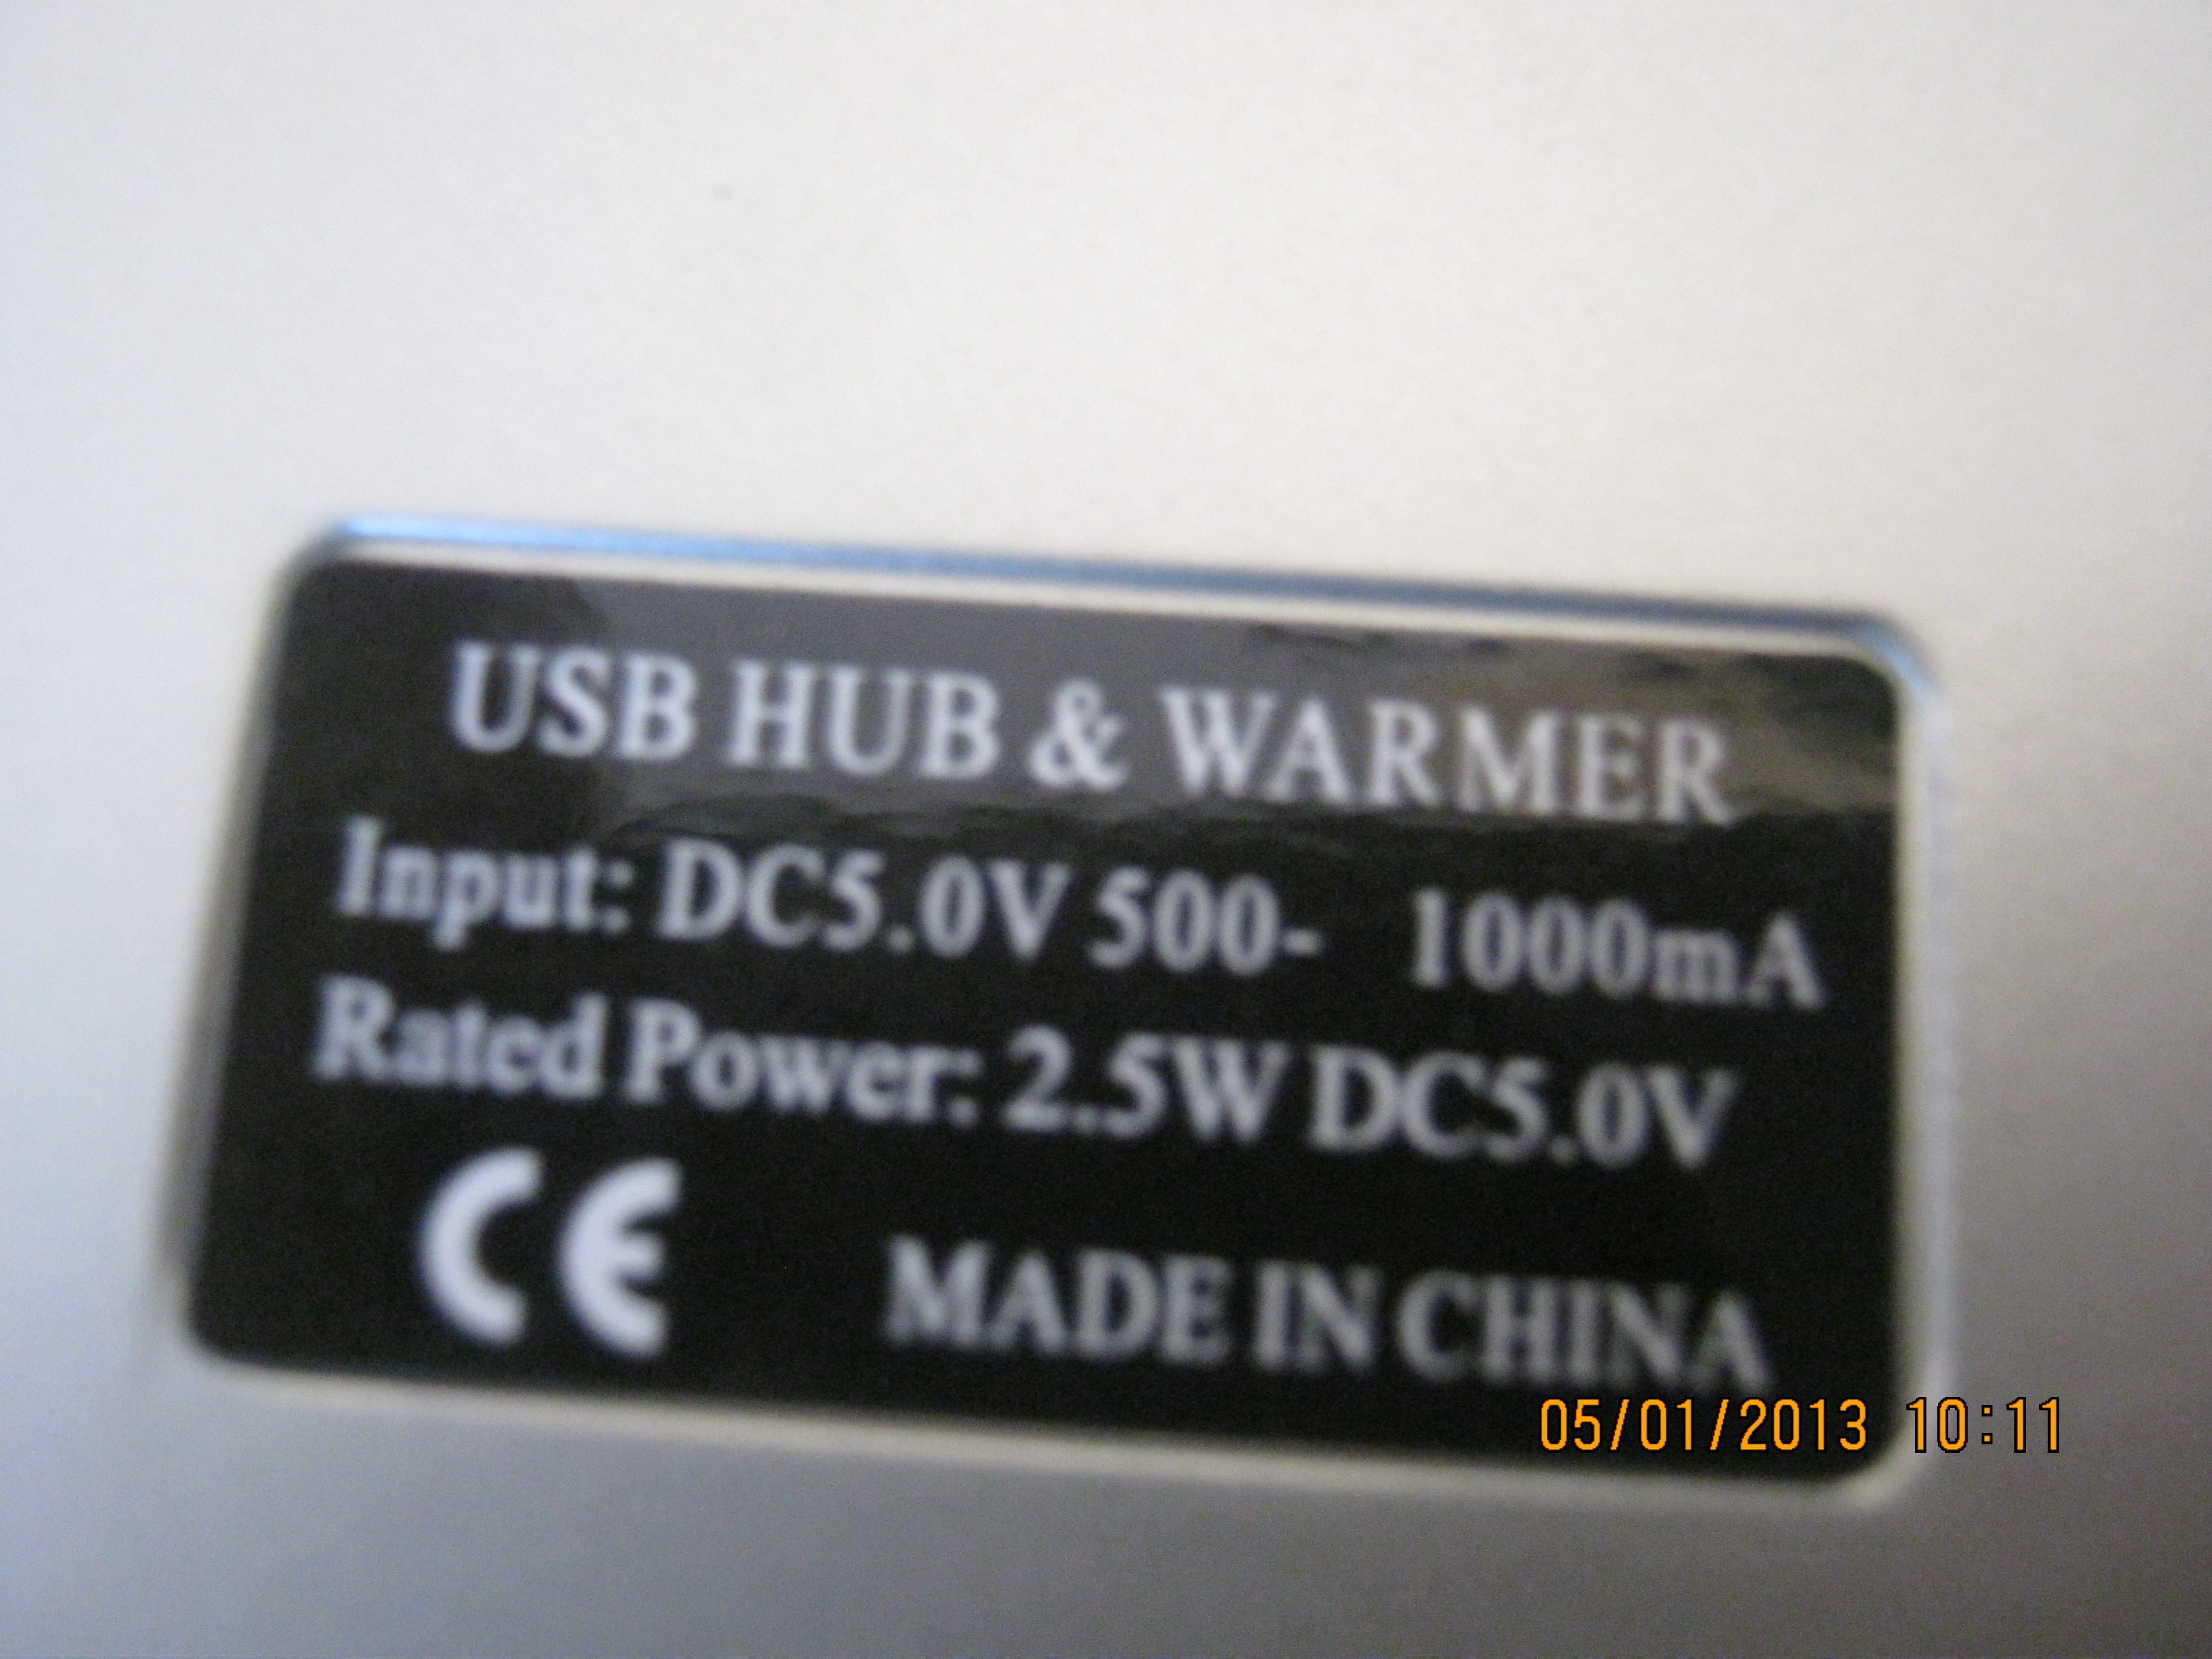 USB HUB & WARMER
Input: DC5.0V 500- 1000mA
Rated Power: 2.5W DC5.0V
CE MADE IN CHINA
05/01/2013 10:11